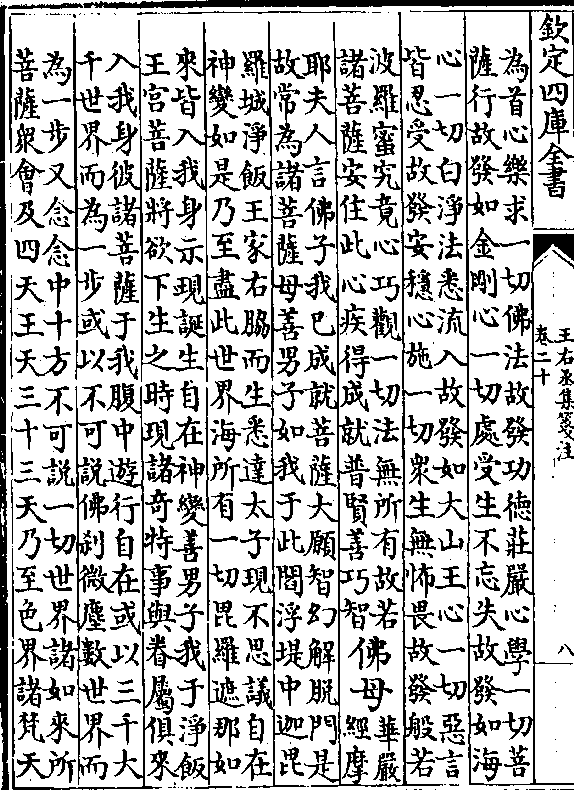 欽定四庫全書
王右丞集箋注
卷二十
八
為首心樂求一切佛法故發功德莊嚴心學一切菩
薩行故發如金剛心一切處受生不忘失故發如海
心一切白淨法悉流入故發如大山王心一切惡言
皆忍受故發安穩心施一切衆生無怖畏故發般若
波羅蜜究竟心巧觀一切法無所有故若
諸菩薩安住此心疾得成就普賢善巧智
佛母
華嚴
經摩
耶夫人言佛子我已成就菩薩大願智幻解脫門是
故常為諸菩薩母善男子如我于此閻浮堤中迦毘
羅城淨飯王家右脇而生悉達太子現不思議自在
神變如是乃至盡此世界海所有一切毘羅遮那如
來皆入我身示現誕生自在神變善男子我于淨飯
王宮菩薩將欲下生之時現諸奇特事與眷屬俱來
入我身彼諸菩薩于我腹中遊行自在或以三千大
千世界而為一步或以不可説佛刹微塵數世界而
為一步又念念中十方不可説一切世界諸如來所
菩薩衆會及四天王天三十三天乃至色界諸梵天